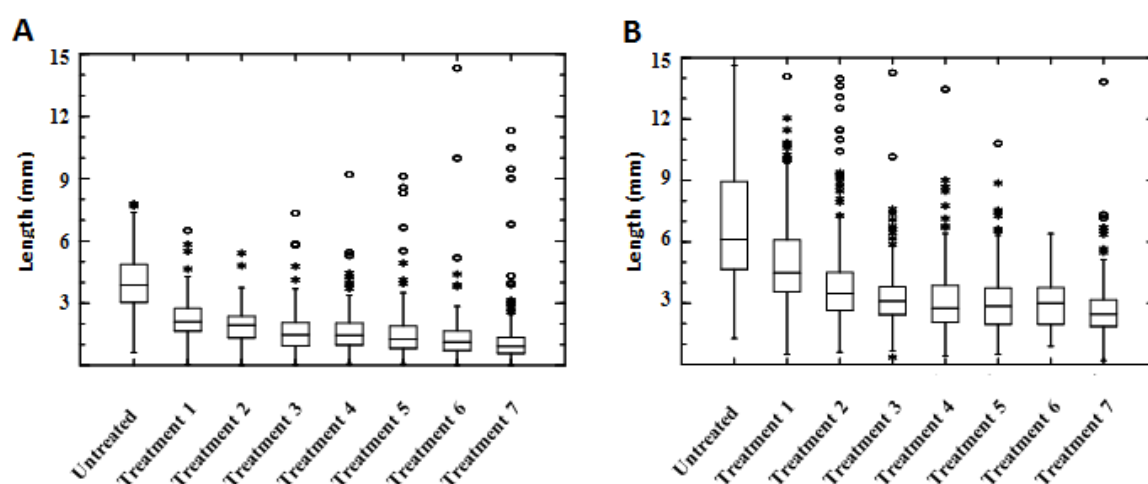 A
15
12
9
6
3
Length (mm)
Untreated
Treatment 1
Treatment 2
Treatment 3
Treatment 4
Treatment 5
Treatment 6
Treatment 7
B
15
12
9
6
3
Length (mm)
Untreated
Treatment 1
Treatment 2
Treatment 3
Treatment 4
Treatment 5
Treatment 6
Treatment 7